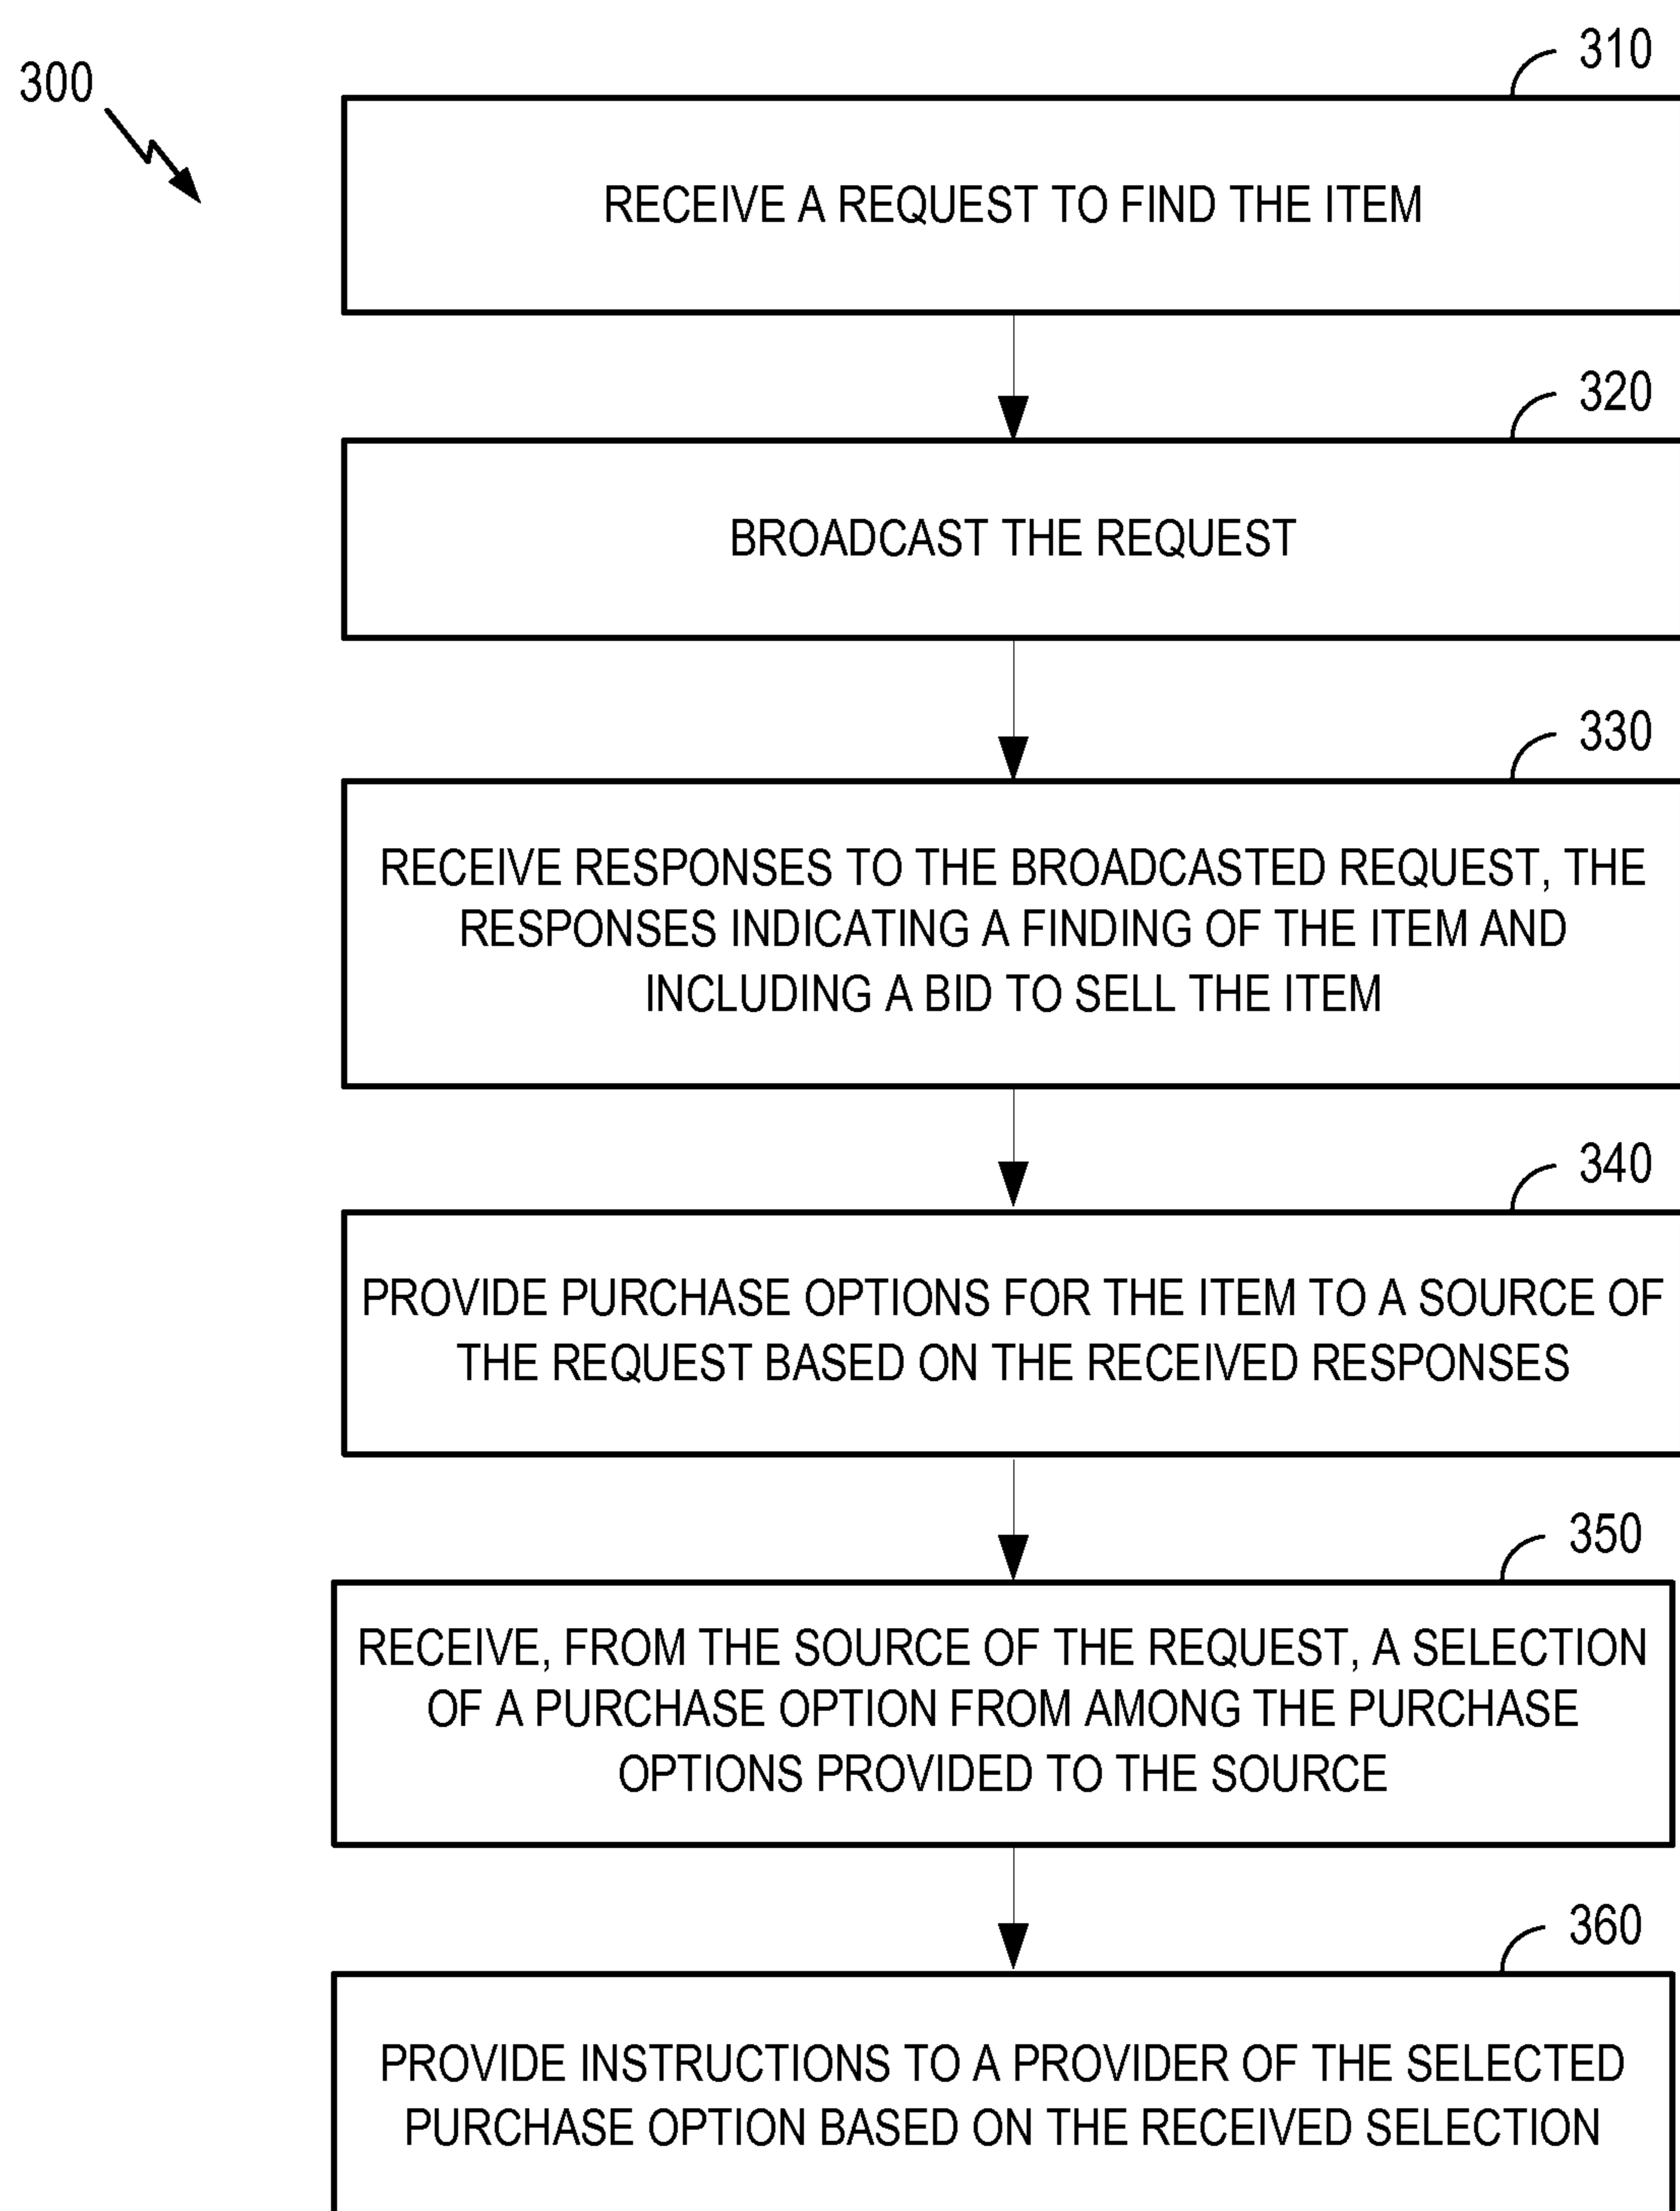 300
310
RECEIVE A REQUEST TO FIND THE ITEM
320
BROADCAST THE REQUEST
330
RECEIVE RESPONSES TO THE BROADCASTED REQUEST, THE
RESPONSES INDICATING A FINDING OF THE ITEM AND
INCLUDING A BID TO SELL THE ITEM
340
PROVIDE PURCHASE OPTIONS FOR THE ITEM TO A SOURCE OF
THE REQUEST BASED ON THE RECEIVED RESPONSES
350
RECEIVE, FROM THE SOURCE OF THE REQUEST, A SELECTION
OF A PURCHASE OPTION FROM AMONG THE PURCHASE
OPTIONS PROVIDED TO THE SOURCE
360
PROVIDE INSTRUCTIONS TO A PROVIDER OF THE SELECTED
PURCHASE OPTION BASED ON THE RECEIVED SELECTION